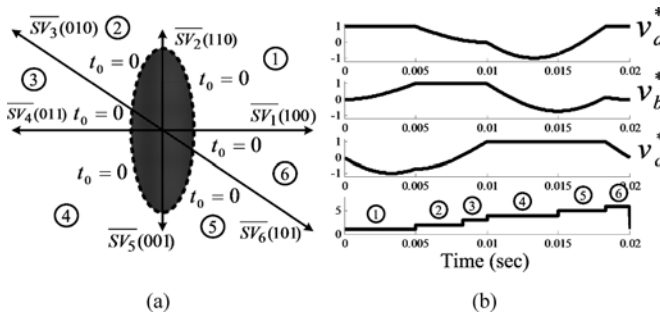 SV₃(010)
②
SV₂(110)
①
t₀ = 0
t₀ = 0
③
SV₄(011)
t₀ = 0
SV₁(100)
t₀ = 0
t₀ = 0
t₀ = 0
⑥
④
SV₅(001)
⑤
SV₆(101)
(a)
1
0
-1
0
0.005
0.01
0.015
0.02
1
0
-1
0
0.005
0.01
0.015
0.02
v*b
1
0
-1
0
0.005
0.01
0.015
0.02
5
0
① ② ③ ④ ⑤ ⑥
0
0.005
0.01
0.015
0.02
Time (sec)
(b)